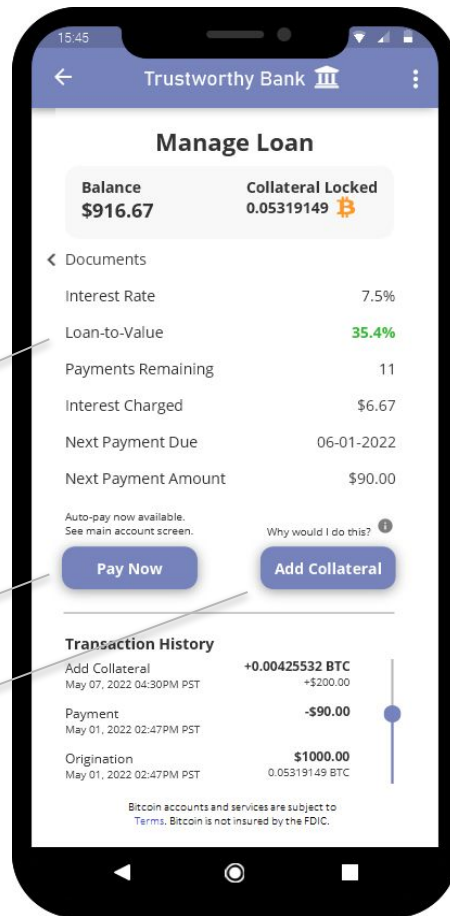 15:45
Trustworthy Bank
Manage Loan
Balance Collateral Locked
$916.67 0.05319149
Documents
Interest Rate 7.5%
Loan-to-Value 35.4%
Payments Remaining 11
Interest Charged $6.67
Next Payment Due 06-01-2022
Next Payment Amount $90.00
Auto-pay now available.
See main account screen. Why would I do this?
Pay Now Add Collateral
Transaction History
Add Collateral +0.00425532 BTC
May 07, 2022 04:30PM PST +$200.00
Payment -$90.00
May 01, 2022 02:47PM PST
Origination $1000.00
May 01, 2022 02:47PM PST 0.05319149 BTC
Bitcoin accounts and services are subject to
Terms. Bitcoin is not insured by the FDIC.